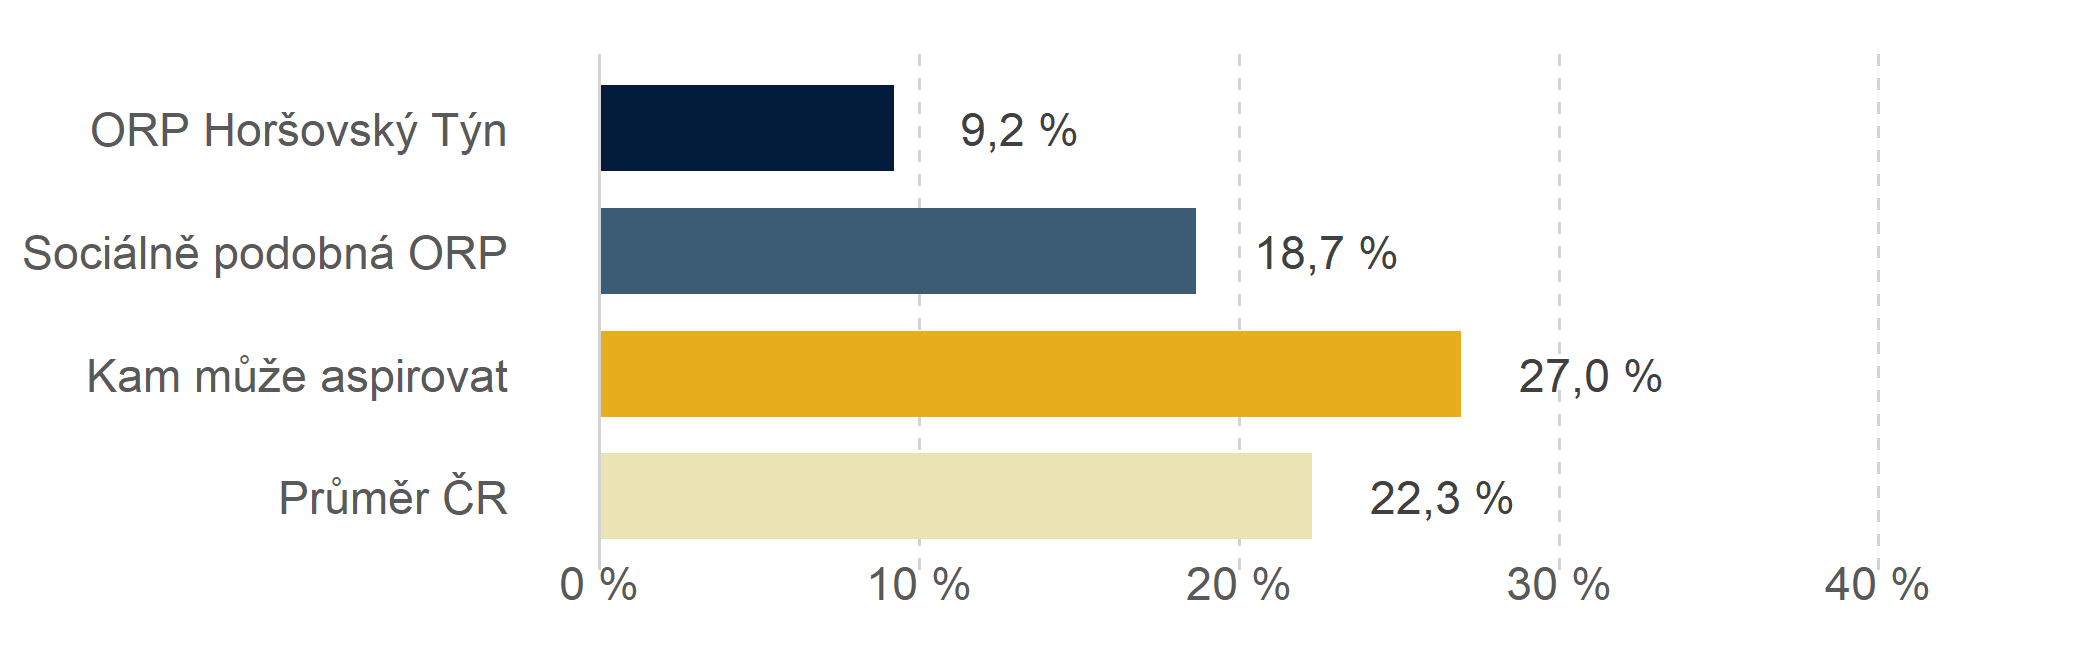 ORP Horšovský Týn 9,2 %
Sociálně podobná ORP 18,7 %
Kam může aspirovat 27,0 %
Průměr ČR 22,3 %
0 % 10 % 20 % 30 % 40 %